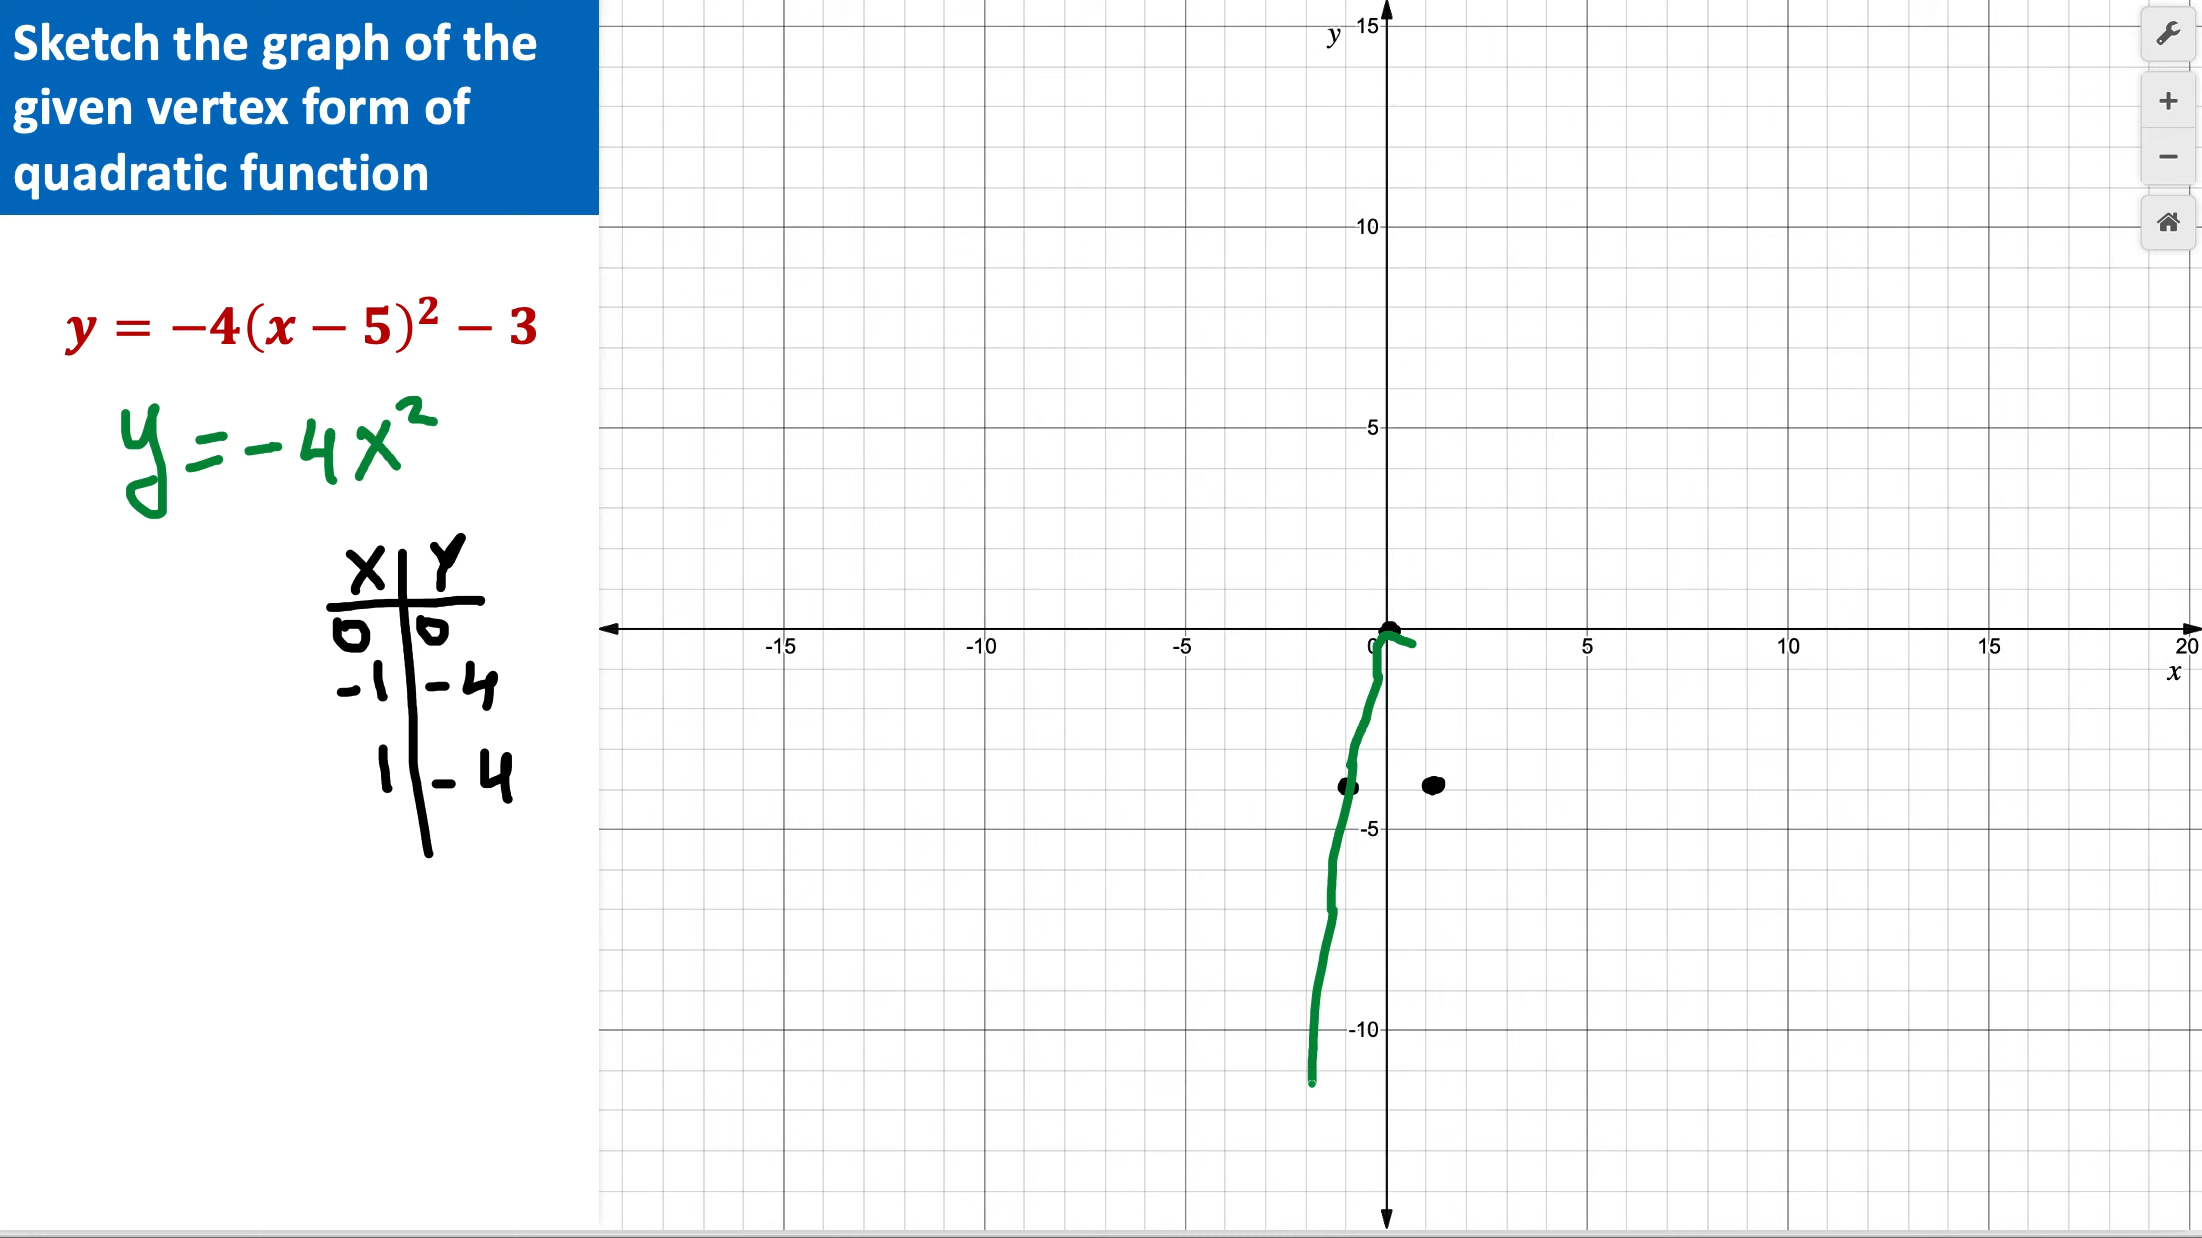 Sketch the graph of the
given vertex form of
quadratic function
y = −4(x − 5)² − 3
y = -4x²
x y
0 0
-1 -4
1 -4
y
15
10
5
-15 -10 -5 0 5 10 15 20
x
-5
-10
+
−